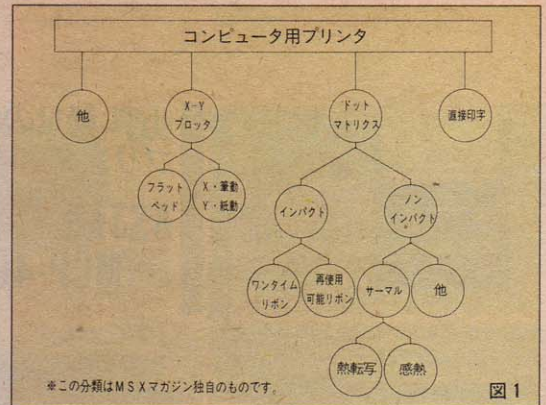 コンピュータ用プリンタ
他
X-Y
プロッタ
ドット
マトリクス
直接印字
フラット
ベッド
X・筆動
Y・紙動
インパクト
ノン
インパクト
ワンタイム
リボン
再使用
可能リボン
サーマル
他
熱転写
感熱
※この分類はMSXマガジン独自のものです。
図1